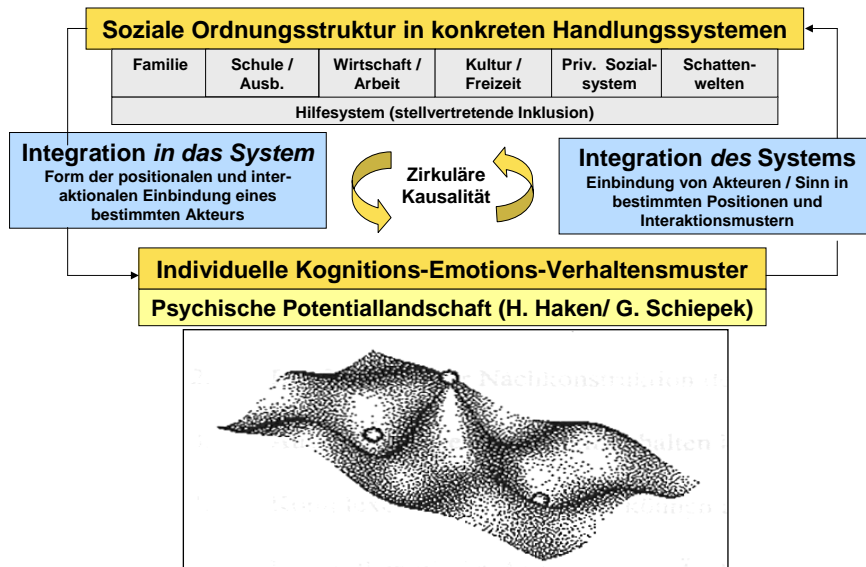 Soziale Ordnungsstruktur in konkreten Handlungssystemen
Familie
Schule /
Ausb.
Wirtschaft /
Arbeit
Kultur /
Freizeit
Priv. Sozial-
system
Schatten-
welten
Hilfesystem (stellvertretende Inklusion)
Integration in das System
Form der positionalen und inter-
aktionalen Einbindung eines
bestimmten Akteurs
Zirkuläre
Kausalität
Integration des Systems
Einbindung von Akteuren / Sinn in
bestimmten Positionen und
Interaktionsmustern
Individuelle Kognitions-Emotions-Verhaltensmuster
Psychische Potentiallandschaft (H. Haken/ G. Schiepek)